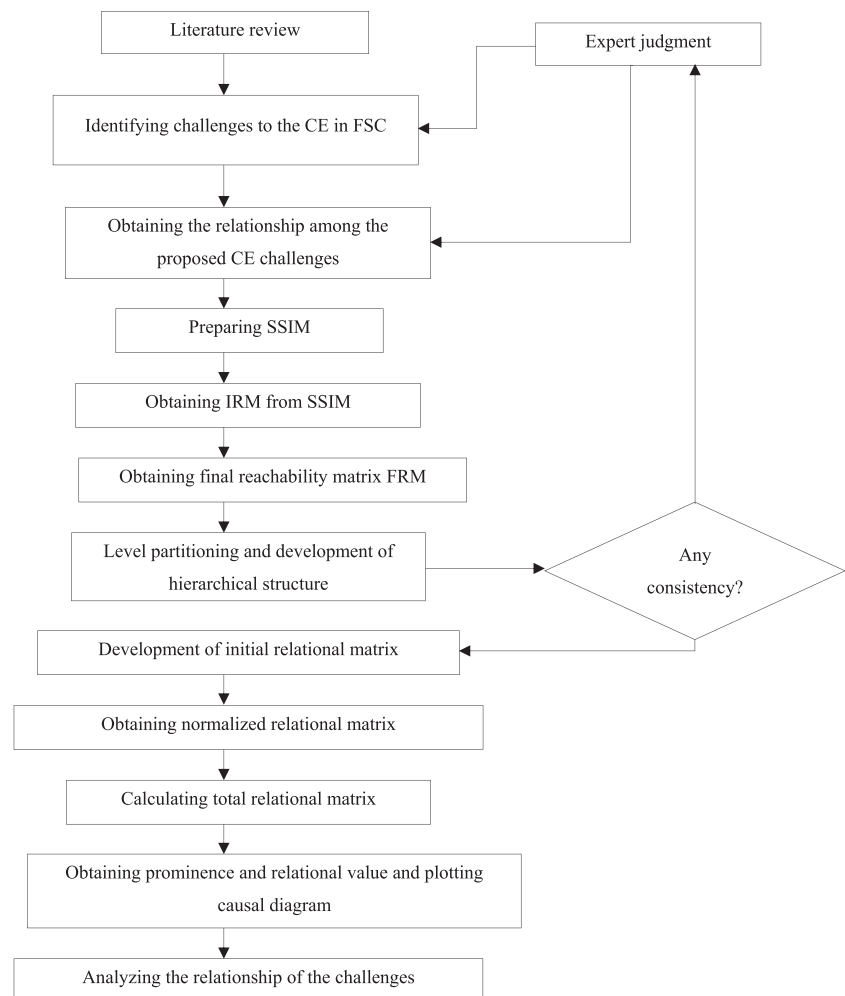 Literature review
Expert judgment
Identifying challenges to the CE in FSC
Obtaining the relationship among the
proposed CE challenges
Preparing SSIM
Obtaining IRM from SSIM
Obtaining final reachability matrix FRM
Level partitioning and development of
hierarchical structure
Any
consistency?
Development of initial relational matrix
Obtaining normalized relational matrix
Calculating total relational matrix
Obtaining prominence and relational value and plotting
causal diagram
Analyzing the relationship of the challenges